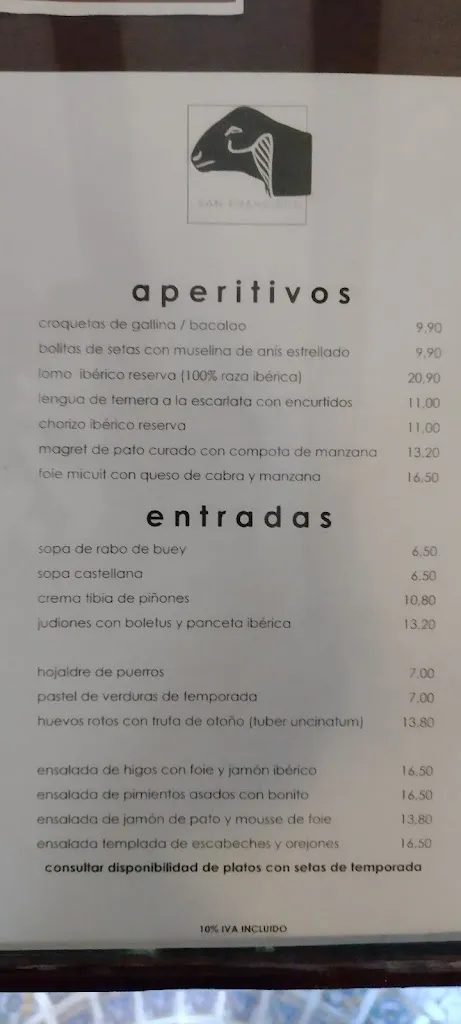 aperitivos
croquetas de gallina / bacalao 9,90
bolitas de setas con muselina de anis estrellado 9,90
lomo ibérico reserva (100% raza ibérica) 20,90
lengua de ternera a la escarlata con encurtidos 11,00
chorizo ibérico reserva 11,00
magret de pato curado con compota de manzana 13,20
foie micuit con queso de cabra y manzana 16,50
entradas
sopa de rabo de buey 6,50
sopa castellana 6,50
crema tibia de piñones 10,80
judiones con boletus y panceta ibérica 13,20
hojaldre de puerros 7,00
pastel de verduras de temporada 7,00
huevos rotos con trufa de otoño (tuber uncinatum) 13,80
ensalada de higos con foie y jamón ibérico 16,50
ensalada de pimientos asados con bonito 16,50
ensalada de jamón de pato y mousse de foie 13,80
ensalada templada de escabeches y orejones 16,50
consultar disponibilidad de platos con setas de temporada
10% IVA INCLUIDO